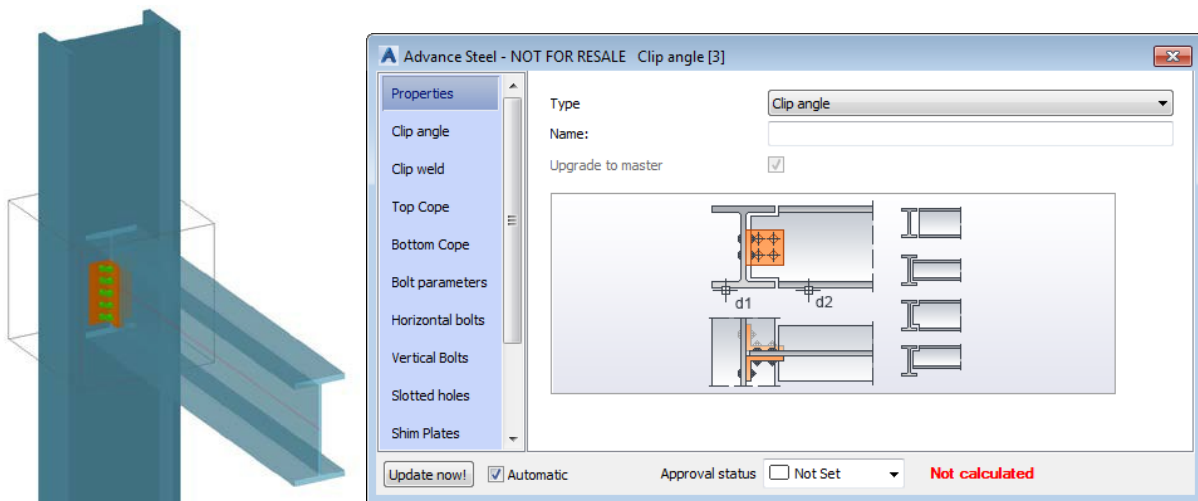 Advance Steel - NOT FOR RESALE Clip angle [3]
Properties
Clip angle
Clip weld
Top Cope
Bottom Cope
Bolt parameters
Horizontal bolts
Vertical Bolts
Slotted holes
Shim Plates
Type
Clip angle
Name:
Upgrade to master
d1
d2
Update now!
Automatic
Approval status
Not Set
Not calculated